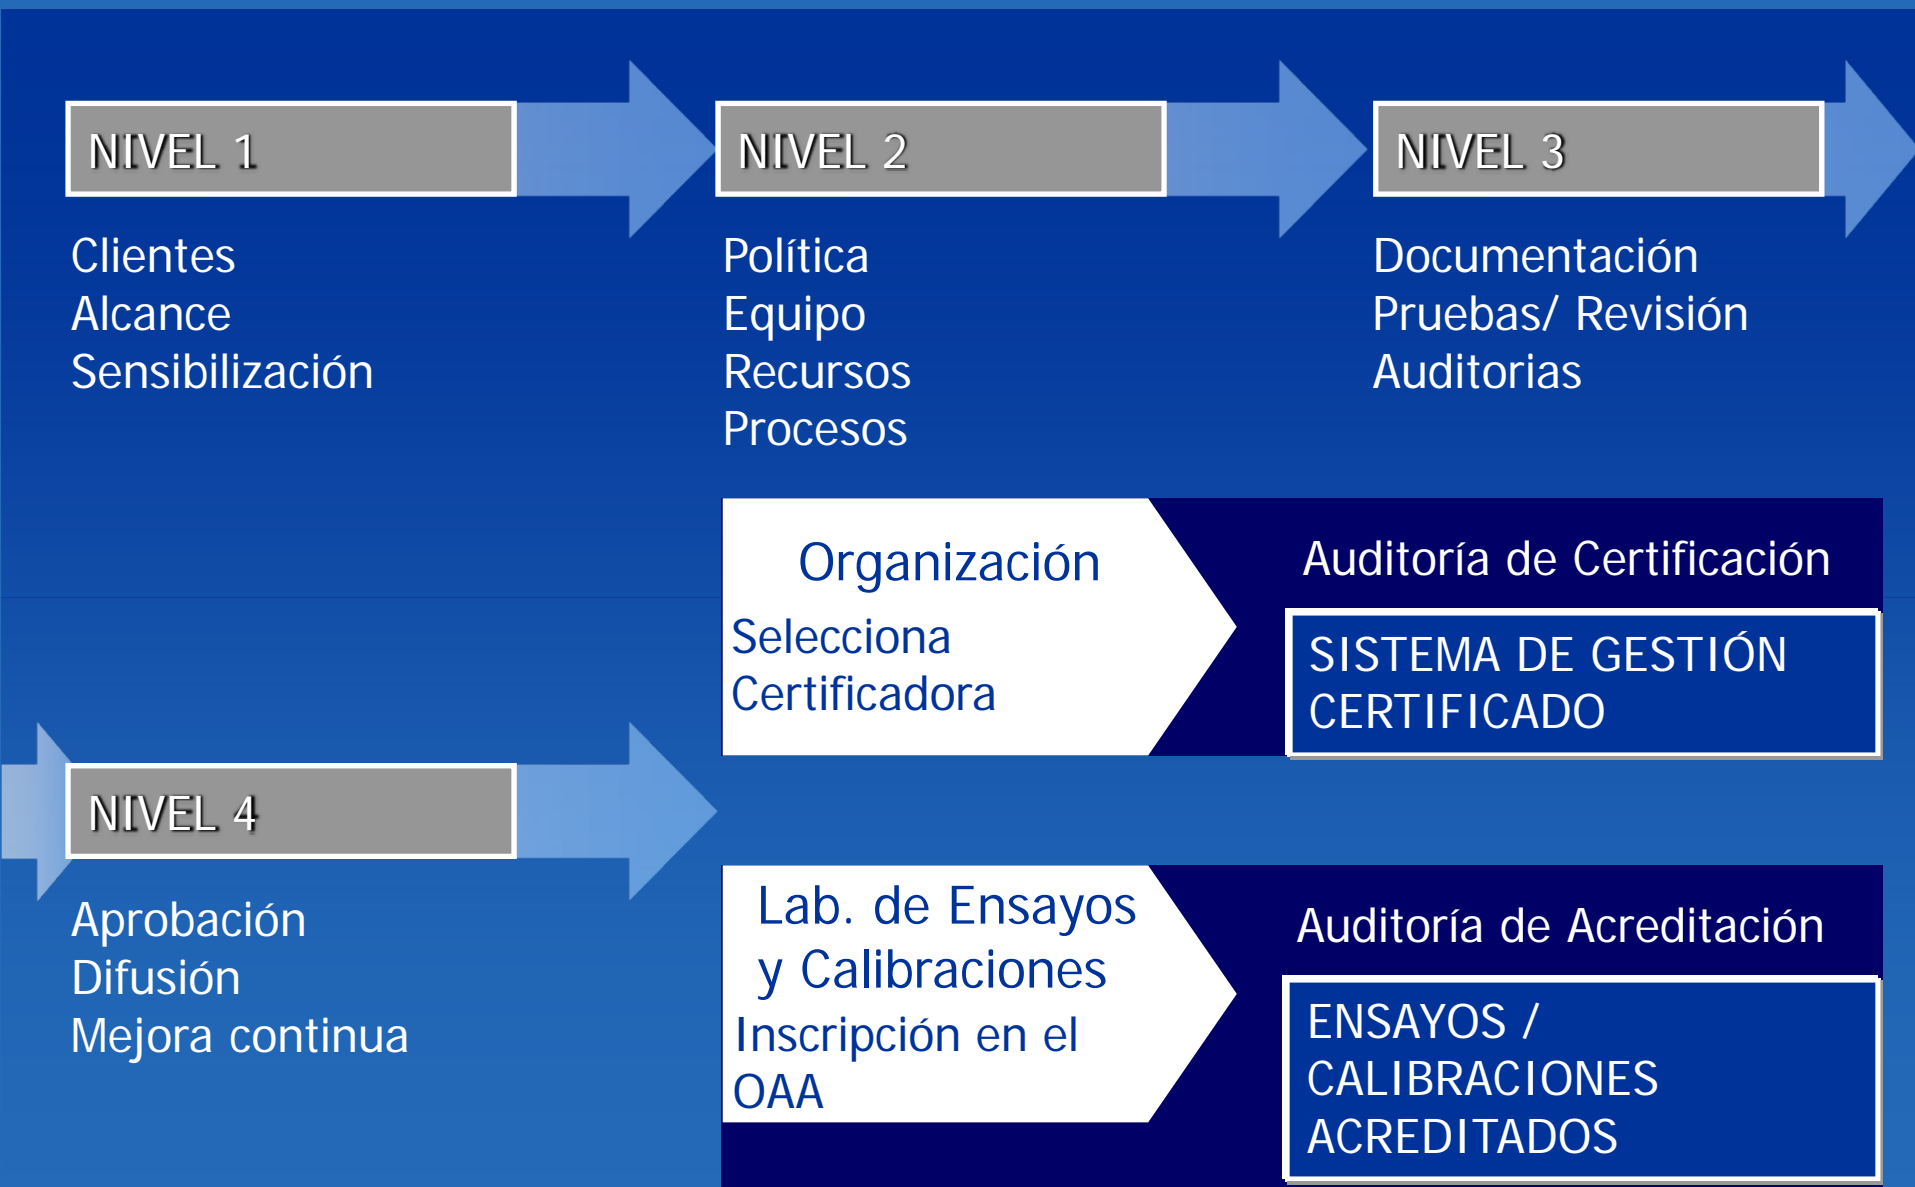 NIVEL 1
Clientes
Alcance
Sensibilización
NIVEL 2
Política
Equipo
Recursos
Procesos
NIVEL 3
Documentación
Pruebas/ Revisión
Auditorias
Organización
Selecciona
Certificadora
Auditoría de Certificación
SISTEMA DE GESTIÓN
CERTIFICADO
NIVEL 4
Aprobación
Difusión
Mejora continua
Lab. de Ensayos
y Calibraciones
Inscripción en el
OAA
Auditoría de Acreditación
ENSAYOS /
CALIBRACIONES
ACREDITADOS